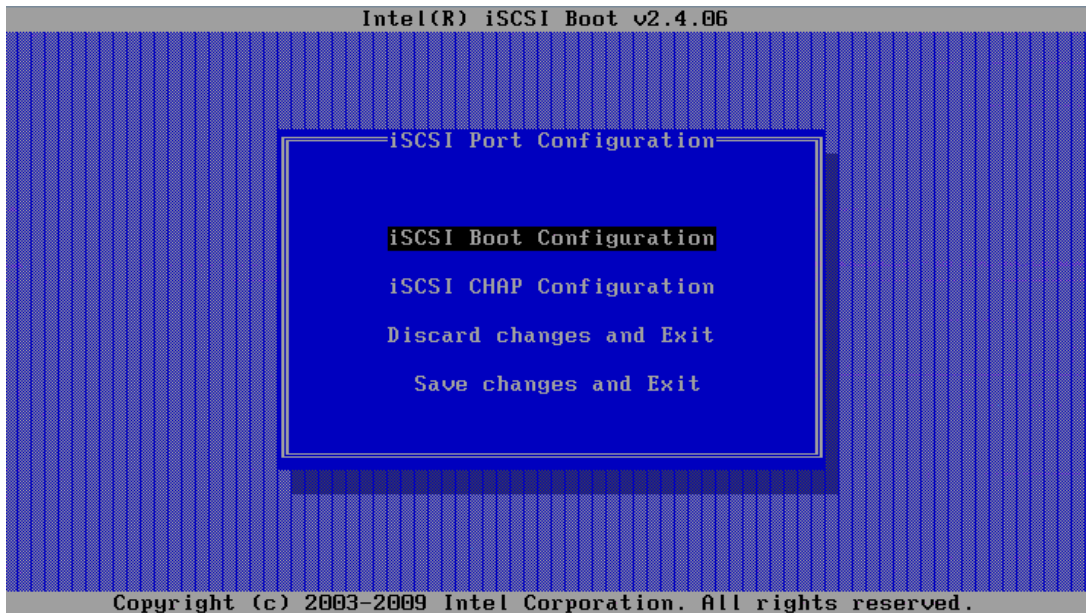 Intel(R) iSCSI Boot v2.4.06
iSCSI Port Configuration
iSCSI Boot Configuration
iSCSI CHAP Configuration
Discard changes and Exit
Save changes and Exit
Copyright (c) 2003-2009 Intel Corporation. All rights reserved.